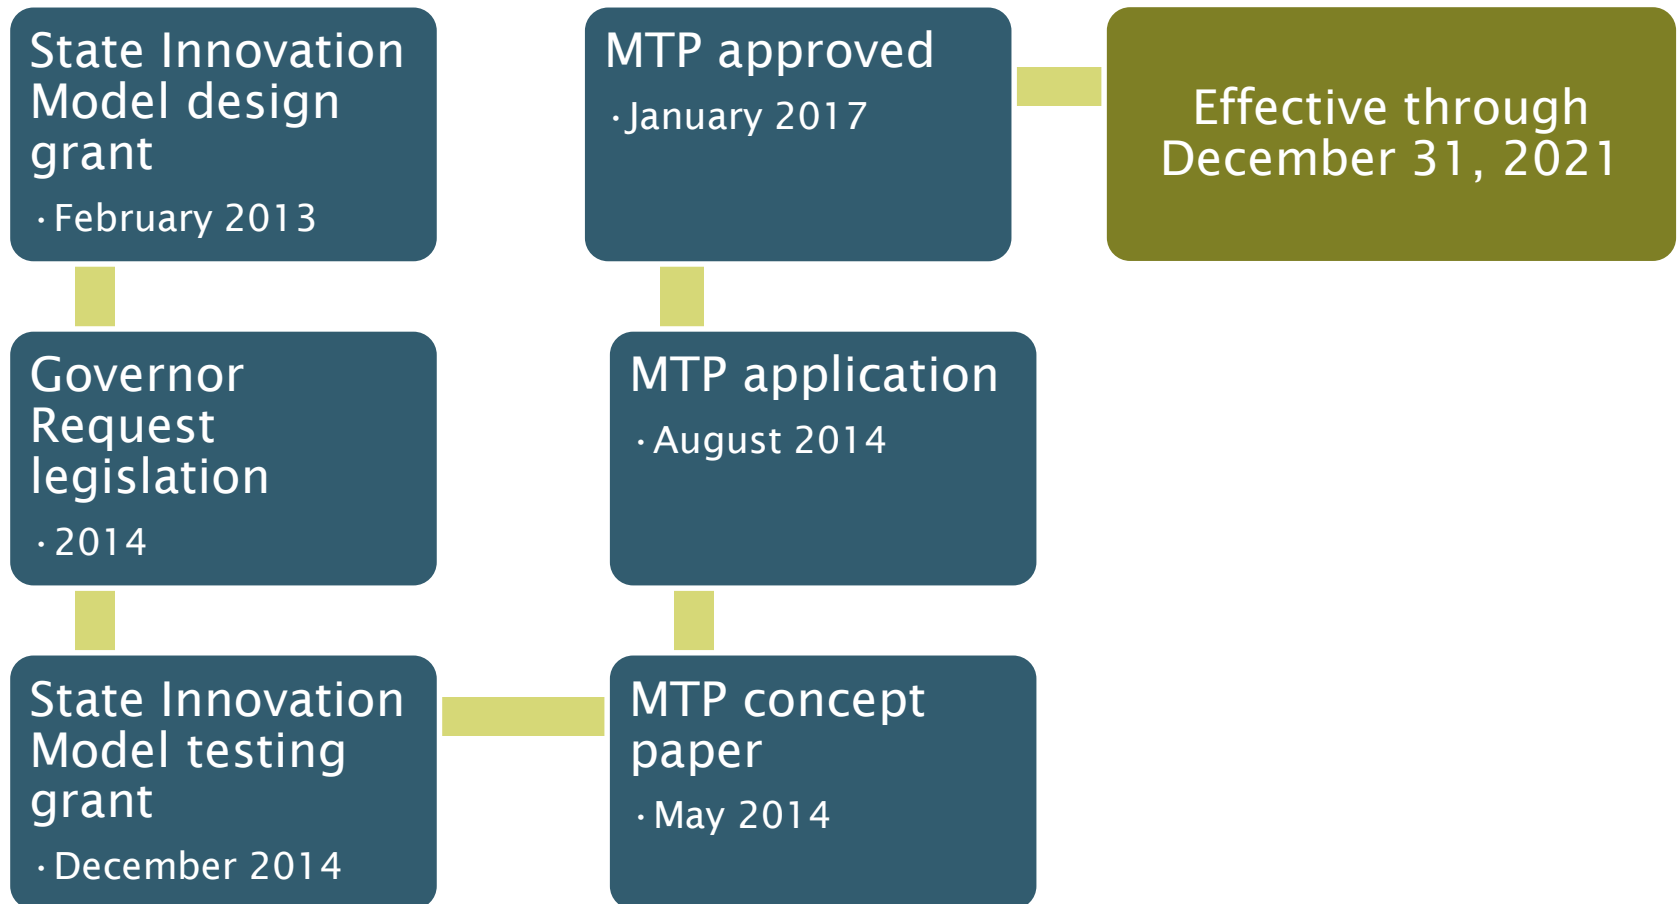 State Innovation
Model design
grant
· February 2013
Governor
Request
legislation
· 2014
State Innovation
Model testing
grant
· December 2014
MTP concept
paper
· May 2014
MTP application
· August 2014
MTP approved
· January 2017
Effective through
December 31, 2021